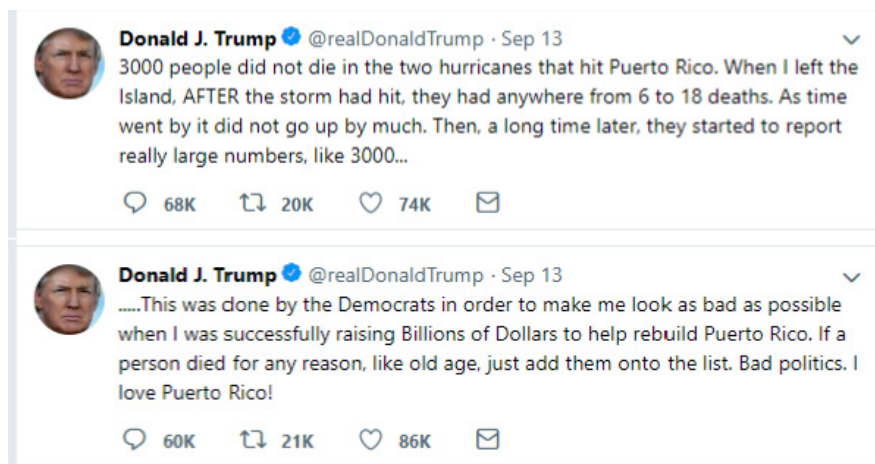 Donald J. Trump @realDonaldTrump · Sep 13
3000 people did not die in the two hurricanes that hit Puerto Rico. When I left the
Island, AFTER the storm had hit, they had anywhere from 6 to 18 deaths. As time
went by it did not go up by much. Then, a long time later, they started to report
really large numbers, like 3000...
68K 20K 74K
Donald J. Trump @realDonaldTrump · Sep 13
.....This was done by the Democrats in order to make me look as bad as possible
when I was successfully raising Billions of Dollars to help rebuild Puerto Rico. If a
person died for any reason, like old age, just add them onto the list. Bad politics. I
love Puerto Rico!
60K 21K 86K